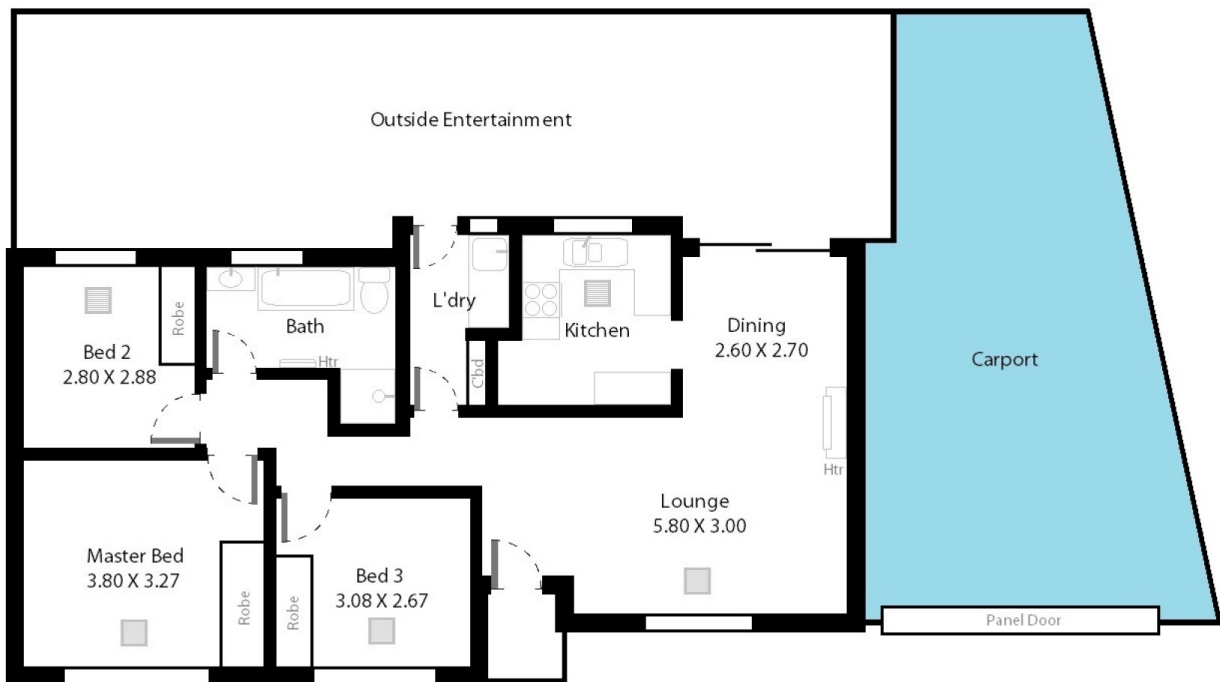 Outside Entertainment
L'dry
Robe
Bed 2
2.80 X 2.88
Bath
Htr
Kitchen
C'bd
Dining
2.60 X 2.70
Carport
Htr
Lounge
5.80 X 3.00
Master Bed
3.80 X 3.27
Robe
Robe
Bed 3
3.08 X 2.67
Panel Door